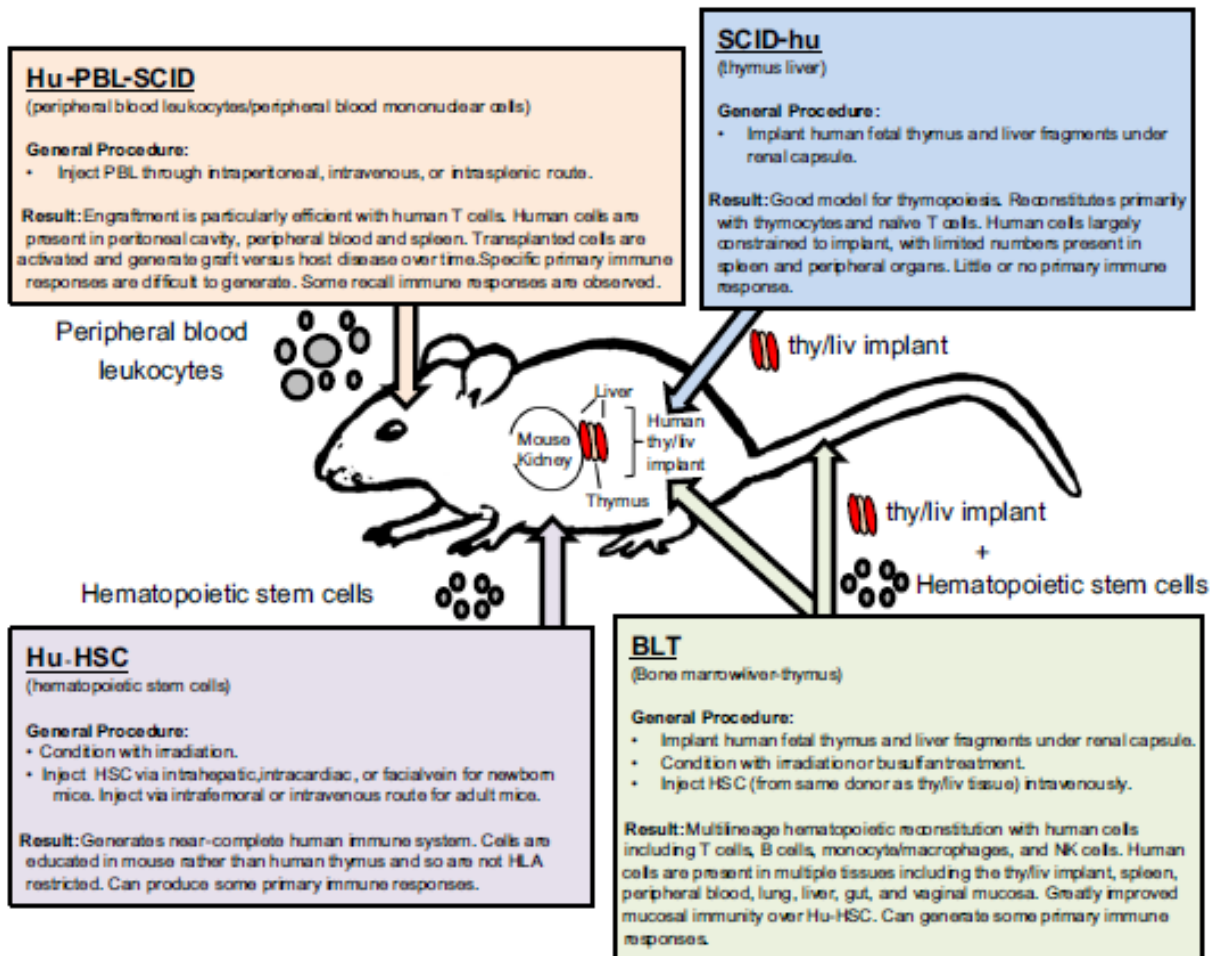 Hu-PBL-SCID
(peripheral blood leukocytes/peripheral blood mononuclear cells)
General Procedure:
• Inject PBL through intraperitoneal, intravenous, or intrasplenic route.
Result:Engraftment is particularly efficient with human T cells. Human cells are
present in peritoneal cavity, peripheral blood and spleen. Transplanted cells are
activated and generate graft versus host disease over time.Specific primary immune
responses are difficult to generate. Some recall immune responses are observed.
SCID-hu
(thymus liver)
General Procedure:
• Implant human fetal thymus and liver fragments under
renal capsule.
Result:Good model for thymopoiesis. Reconstitutes primarily
with thymocytes and naïve T cells. Human cells largely
constrained to implant, with limited numbers present in
spleen and peripheral organs. Little or no primary immune
response.
Peripheral blood
leukocytes
thy/liv implant
Liver
Mouse
Kidney
Human
thy/liv
implant
Thymus
thy/liv implant
+
Hematopoietic stem cells
Hematopoietic stem cells
Hu-HSC
(hematopoietic stem cells)
General Procedure:
• Condition with irradiation.
• Inject HSC via intrahepatic,intracardiac, or facialvein for newborn
mice. Inject via intrafemoral or intravenous route for adult mice.
Result:Generates near-complete human immune system. Cells are
educated in mouse rather than human thymus and so are not HLA
restricted. Can produce some primary immune responses.
BLT
(Bone marrow-liver-thymus)
General Procedure:
• Implant human fetal thymus and liver fragments under renal capsule.
• Condition with irradiation or busulfan treatment.
• Inject HSC (from same donor as thy/liv tissue) intravenously.
Result:Multilineage hematopoietic reconstitution with human cells
including T cells, B cells, monocyte/macrophages, and NK cells. Human
cells are present in multiple tissues including the thy/liv implant, spleen,
peripheral blood, lung, liver, gut, and vaginal mucosa. Greatly improved
mucosal immunity over Hu-HSC. Can generate some primary immune
responses.